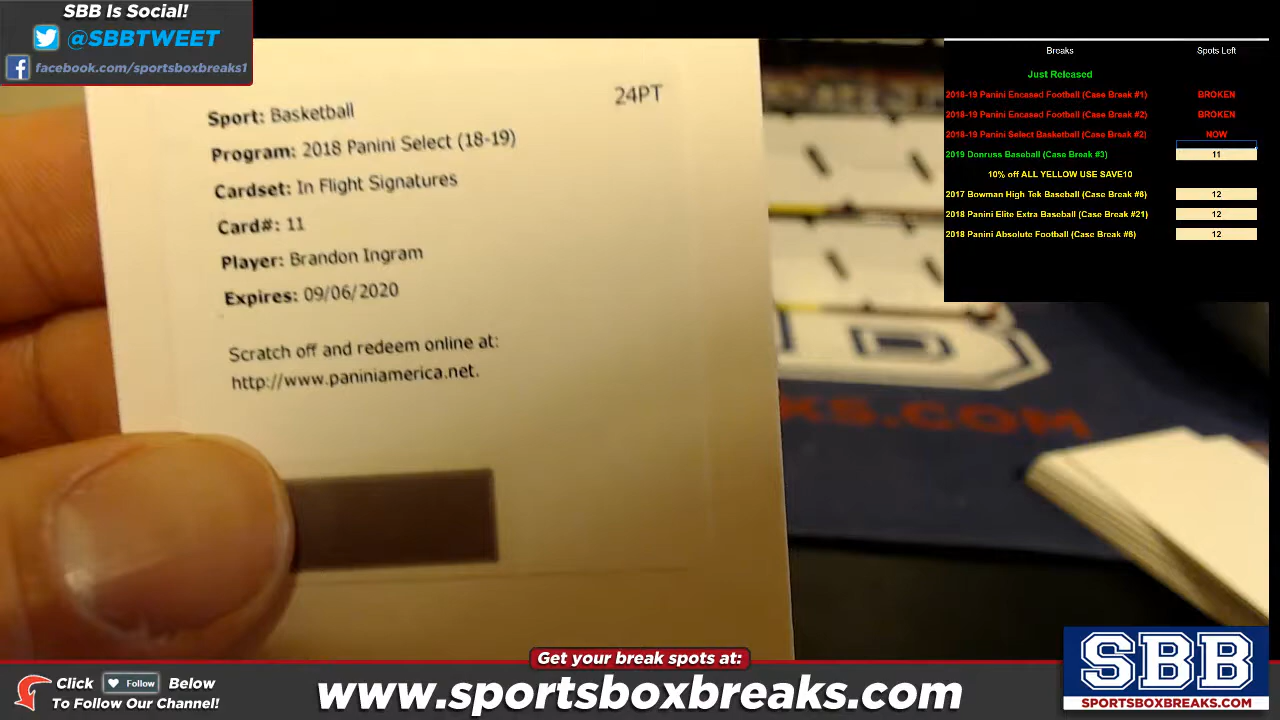 SBB Is Social!
@SBBTWEET
facebook.com/sportsboxbreaks1
24PT
Sport: Basketball
Program: 2018 Panini Select (18-19)
Cardset: In Flight Signatures
Card#: 11
Player: Brandon Ingram
Expires: 09/06/2020
Scratch off and redeem online at:
http://www.paniniamerica.net.
Breaks Spots Left
Just Released
2018-19 Panini Encased Football (Case Break #1) BROKEN
2018-19 Panini Encased Football (Case Break #2) BROKEN
2018-19 Panini Select Basketball (Case Break #2) NOW
2019 Donruss Baseball (Case Break #3) 11
10% off ALL YELLOW USE SAVE10
2017 Bowman High Tek Baseball (Case Break #6) 12
2018 Panini Elite Extra Baseball (Case Break #21) 12
2018 Panini Absolute Football (Case Break #6) 12
KS.COM
Get your break spots at:
Click Follow Below
To Follow Our Channel!
www.sportsboxbreaks.com
SBB
SPORTSBOXBREAKS.COM